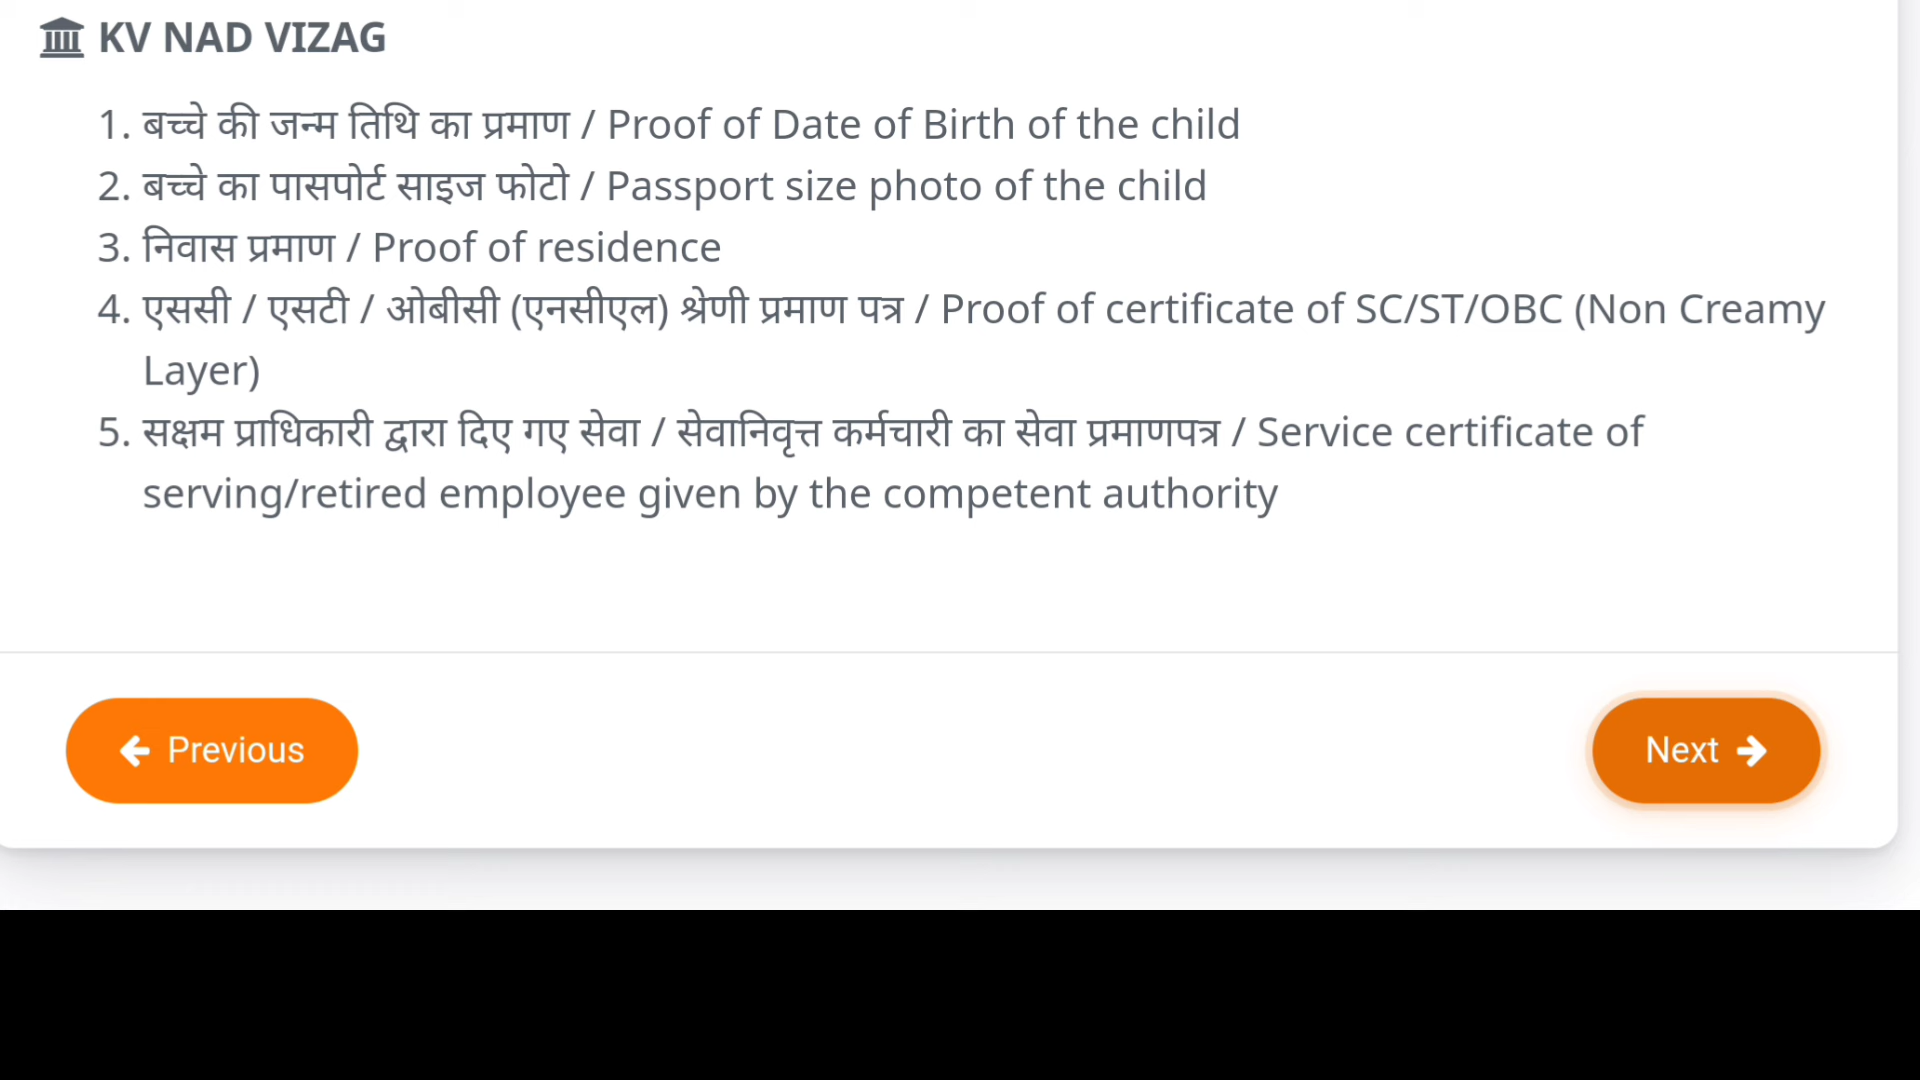 KV NAD VIZAG
1. बच्चे की जन्म तिथि का प्रमाण / Proof of Date of Birth of the child
2. बच्चे का पासपोर्ट साइज फोटो / Passport size photo of the child
3. निवास प्रमाण / Proof of residence
4. एससी / एसटी / ओबीसी (एनसीएल) श्रेणी प्रमाण पत्र / Proof of certificate of SC/ST/OBC (Non Creamy
Layer)
5. सक्षम प्राधिकारी द्वारा दिए गए सेवा / सेवानिवृत्त कर्मचारी का सेवा प्रमाणपत्र / Service certificate of
serving/retired employee given by the competent authority
Previous
Next